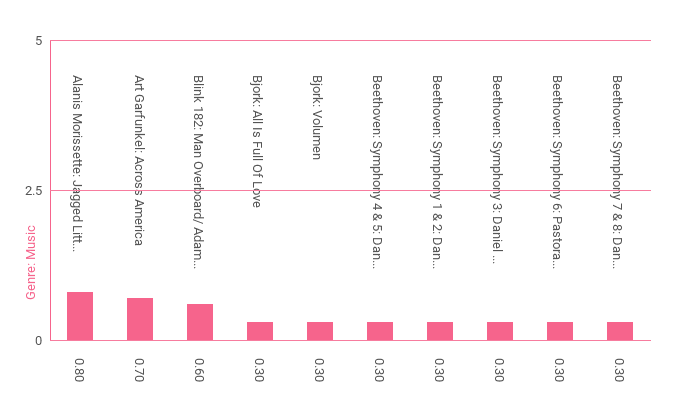 5
2.5
0
Genre: Music
Alanis Morissette: Jagged Litt...
Art Garfunkel: Across America
Blink 182: Man Overboard/ Adam...
Bjork: All Is Full Of Love
Bjork: Volumen
Beethoven: Symphony 4 & 5: Dan...
Beethoven: Symphony 1 & 2: Dan...
Beethoven: Symphony 3: Daniel ...
Beethoven: Symphony 6: Pastora...
Beethoven: Symphony 7 & 8: Dan...
0.80
0.70
0.60
0.30
0.30
0.30
0.30
0.30
0.30
0.30